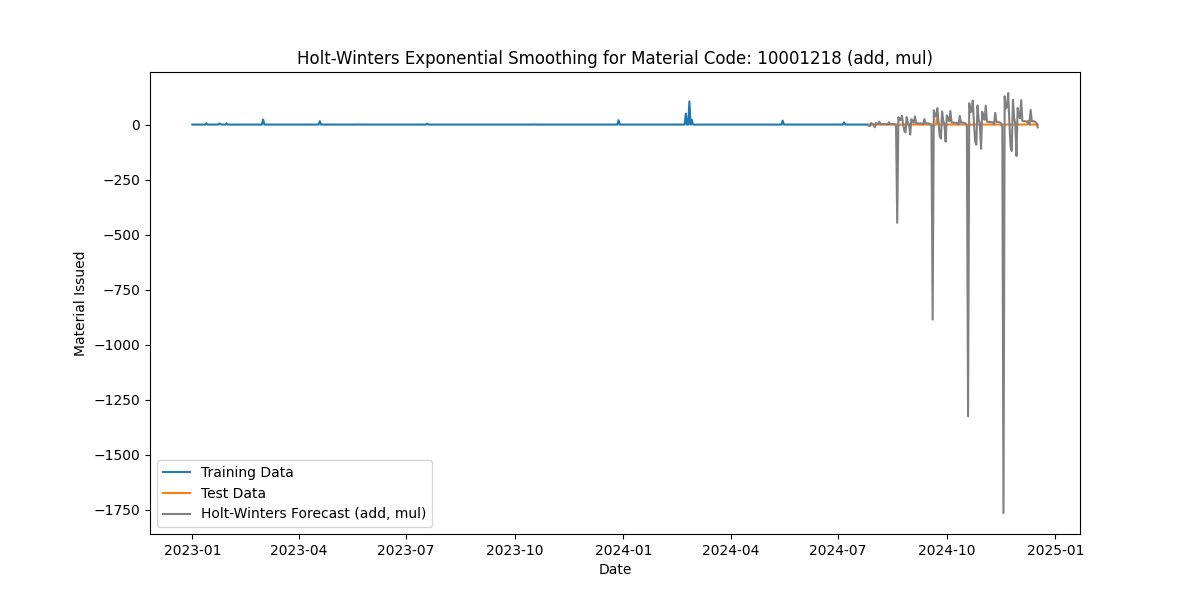 Holt-Winters Exponential Smoothing for Material Code: 10001218 (add, mul)
Material Issued
0
−250
−500
−750
−1000
−1250
−1500
−1750
Training Data
Test Data
Holt-Winters Forecast (add, mul)
2023-01 2023-04 2023-07 2023-10 2024-01 2024-04 2024-07 2024-10 2025-01
Date